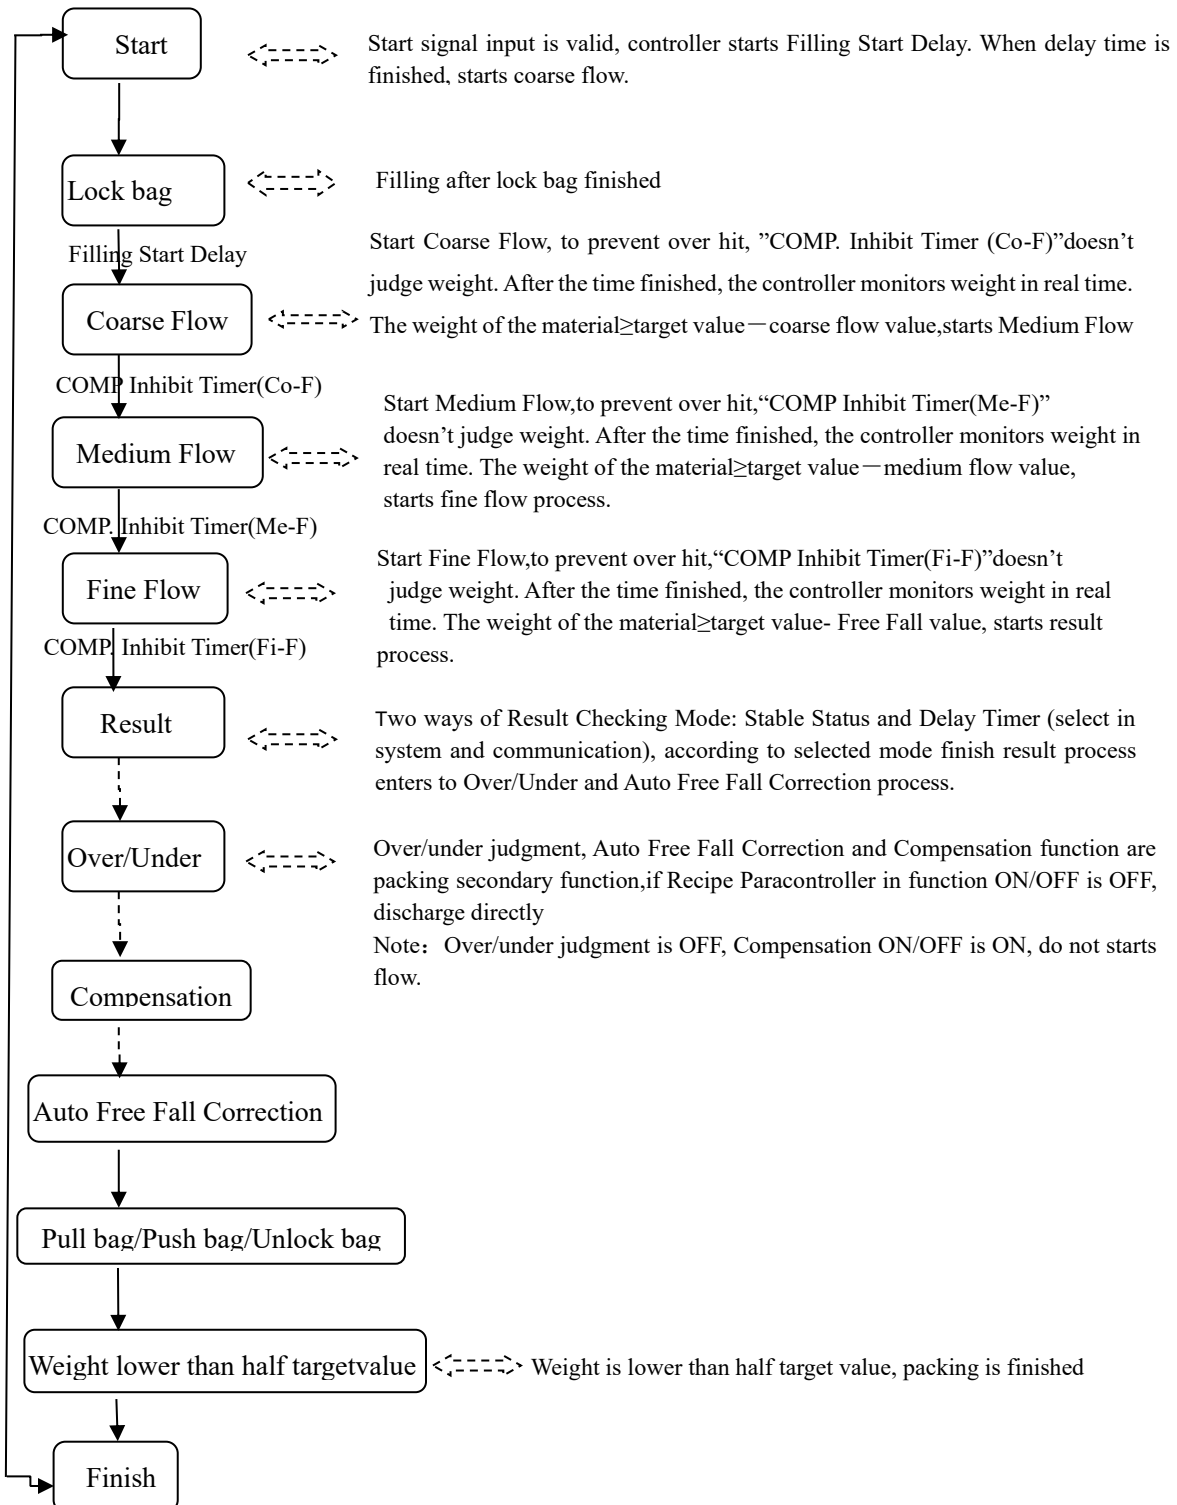 Start
Start signal input is valid, controller starts Filling Start Delay. When delay time is
finished, starts coarse flow.
Lock bag
Filling after lock bag finished
Filling Start Delay
Start Coarse Flow, to prevent over hit, ”COMP. Inhibit Timer (Co-F)”doesn’t
judge weight. After the time finished, the controller monitors weight in real time.
The weight of the material≥target value－coarse flow value,starts Medium Flow
Coarse Flow
COMP Inhibit Timer(Co-F)
Start Medium Flow,to prevent over hit,“COMP Inhibit Timer(Me-F)”
doesn’t judge weight. After the time finished, the controller monitors weight in
real time. The weight of the material≥target value－medium flow value,
starts fine flow process.
Medium Flow
COMP. Inhibit Timer(Me-F)
Start Fine Flow,to prevent over hit,“COMP Inhibit Timer(Fi-F)”doesn’t
judge weight. After the time finished, the controller monitors weight in real
time. The weight of the material≥target value- Free Fall value, starts result
process.
Fine Flow
COMP. Inhibit Timer(Fi-F)
Result
Two ways of Result Checking Mode: Stable Status and Delay Timer (select in
system and communication), according to selected mode finish result process
enters to Over/Under and Auto Free Fall Correction process.
Over/Under
Over/under judgment, Auto Free Fall Correction and Compensation function are
packing secondary function,if Recipe Paracontroller in function ON/OFF is OFF,
discharge directly
Note：Over/under judgment is OFF, Compensation ON/OFF is ON, do not starts
flow.
Compensation
Auto Free Fall Correction
Pull bag/Push bag/Unlock bag
Weight lower than half targetvalue
Weight is lower than half target value, packing is finished
Finish